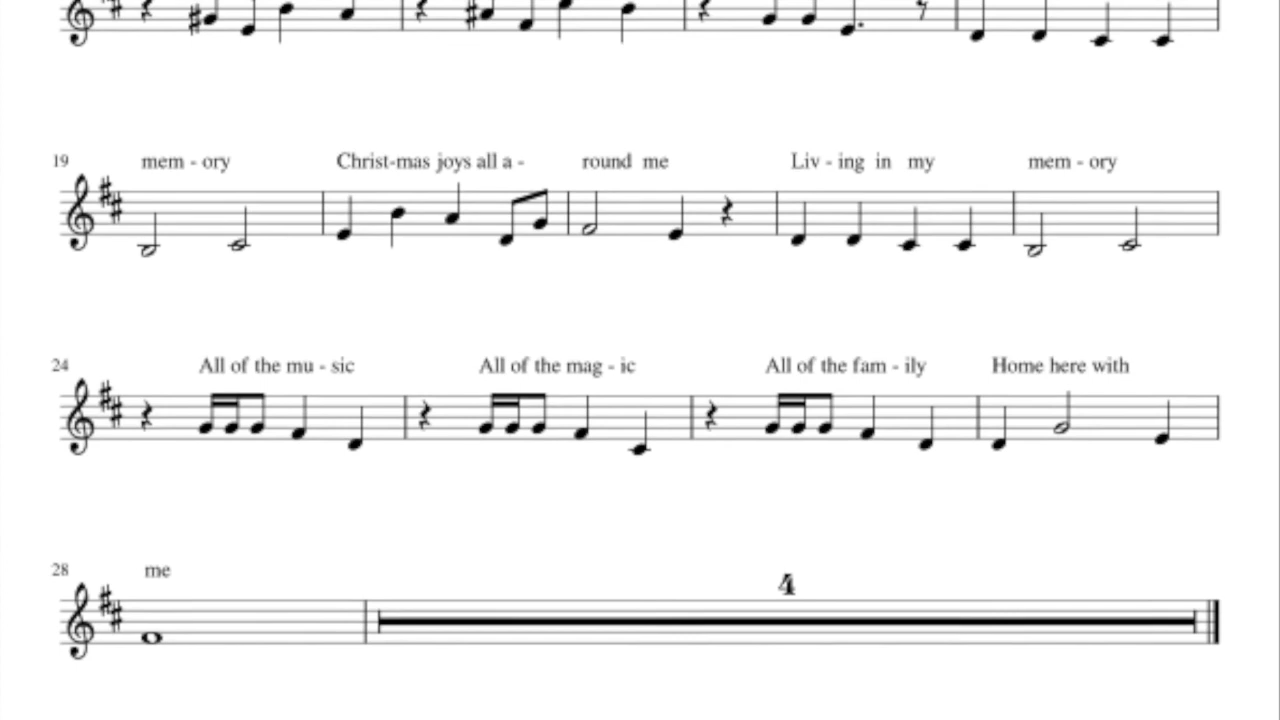 19 mem - ory Christ-mas joys all a - round me Liv - ing in my mem - ory
24 All of the mu - sic All of the mag - ic All of the fam - ily Home here with
28 me 4